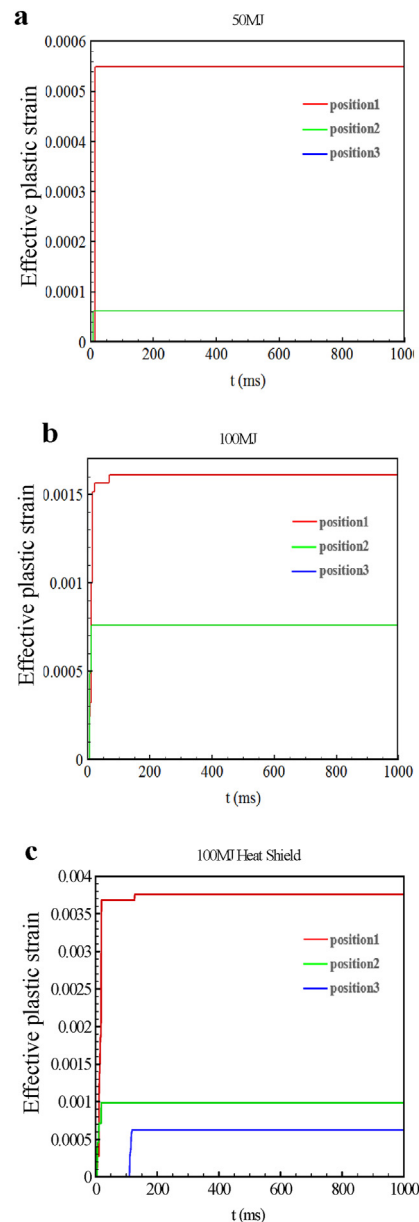 a
50MJ
0.0006
0.0005
0.0004
0.0003
0.0002
0.0001
0
Effective plastic strain
position1
position2
position3
0 200 400 600 800 1000
t (ms)
b
100MJ
0.0015
0.001
0.0005
0
Effective plastic strain
position1
position2
position3
0 200 400 600 800 1000
t (ms)
c
100MJ Heat Shield
0.004
0.0035
0.003
0.0025
0.002
0.0015
0.001
0.0005
0
Effective plastic strain
position1
position2
position3
0 200 400 600 800 1000
t (ms)